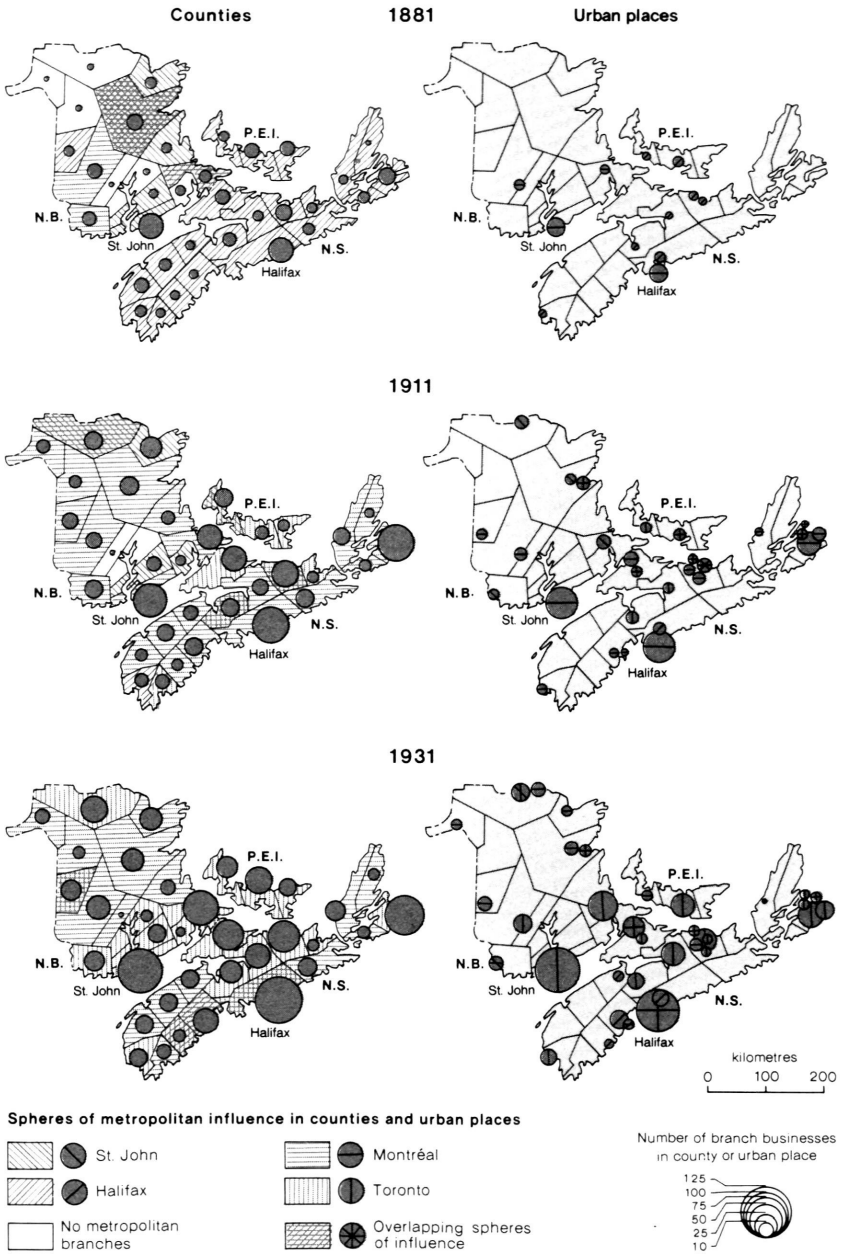 Counties 1881 Urban places
P.E.I. P.E.I.
N.B. N.B.
St. John St. John
N.S. N.S.
Halifax Halifax
1911
P.E.I. P.E.I.
N.B. N.B.
St. John St. John
N.S. N.S.
Halifax Halifax
1931
P.E.I. P.E.I.
N.B. N.B.
St. John St. John
N.S. N.S.
Halifax Halifax
kilometres
0 100 200
Spheres of metropolitan influence in counties and urban places
St. John
Halifax
No metropolitan
branches
Montréal
Toronto
Overlapping spheres
of influence
Number of branch businesses
in county or urban place
125
100
75
50
25
10